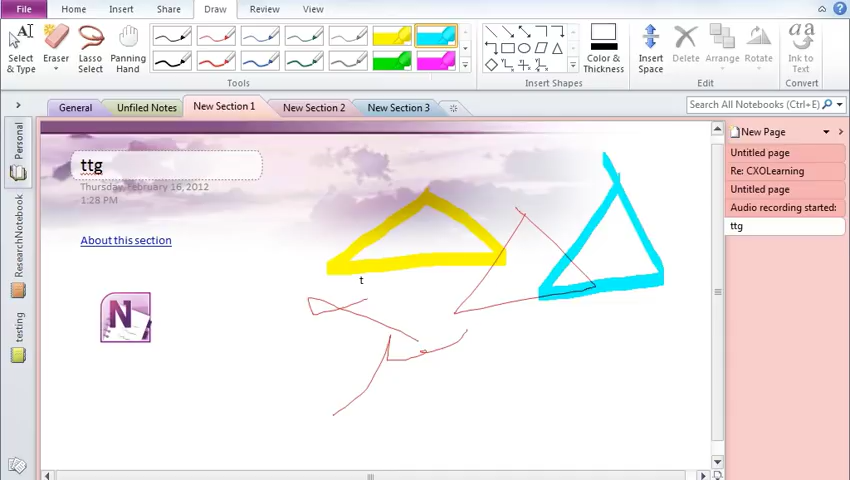 File Home Insert Share Draw Review View
Select & Type
Eraser
Lasso Select
Panning Hand
Insert Space
Color & Thickness
Delete
Arrange
Rotate
Ink to Text
Tools
Insert Shapes
Edit
Convert
General Unfiled Notes New Section 1 New Section 2 New Section 3
Search All Notebooks (Ctrl+E)
Personal
ResearchNotebook
testing
New Page
Untitled page
Re: CXOLearning
Untitled page
Audio recording started:
ttg
ttg
Thursday, February 16, 2012
1:28 PM
About this section
N
t